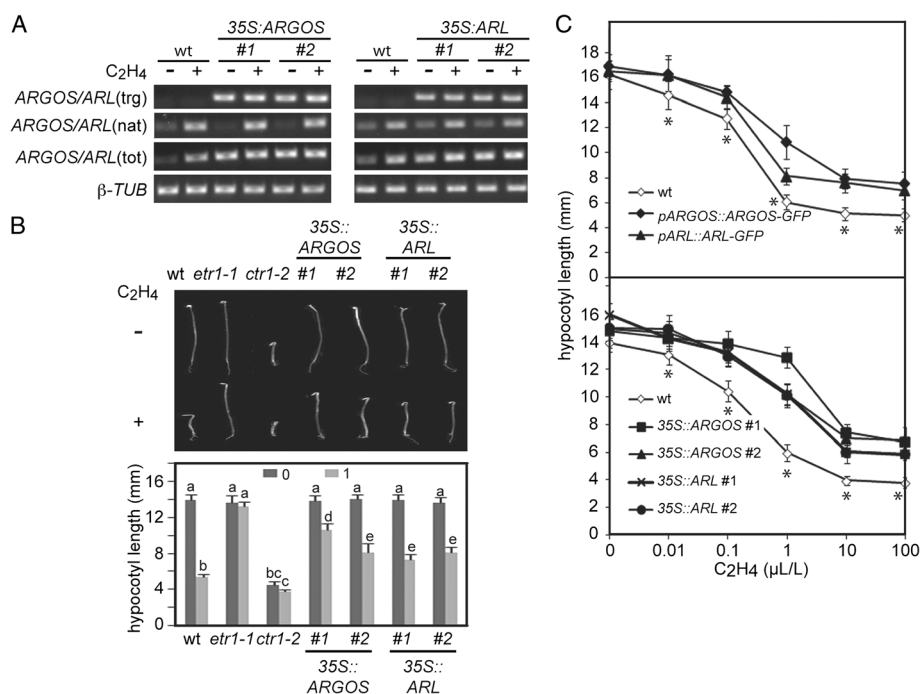 A
35S:ARGOS
35S:ARL
wt #1 #2
wt #1 #2
C2H4 - + - + - + - + - + - +
ARGOS/ARL(trg)
ARGOS/ARL(nat)
ARGOS/ARL(tot)
β-TUB
B
35S:: 35S::
ARGOS ARL
wt etr1-1 ctr1-2 #1 #2 #1 #2
C2H4
-
+
hypocotyl length (mm)
16
12
8
4
0
0 1
a b a a bc c a d a e a e a e
wt etr1-1 ctr1-2 #1 #2 #1 #2
35S:: 35S::
ARGOS ARL
C
hypocotyl length (mm)
18
16
14
12
10
8
6
4
2
0
wt
pARGOS::ARGOS-GFP
pARL::ARL-GFP
* * * * *
16
14
12
10
8
6
4
2
0
wt
35S::ARGOS #1
35S::ARGOS #2
35S::ARL #1
35S::ARL #2
* * * * *
0 0.01 0.1 1 10 100
C2H4 (µL/L)